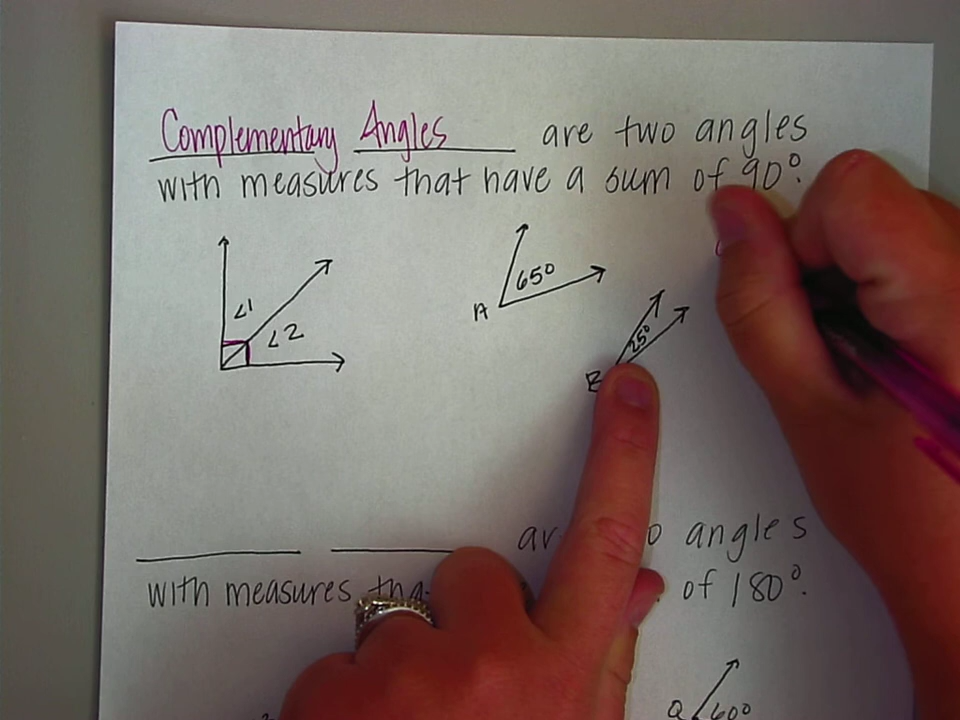 Complementary Angles are two angles
with measures that have a sum of 90°.
∠1
∠2
65°
A
25°
B
angles
with measures of 180°.
Q 60°